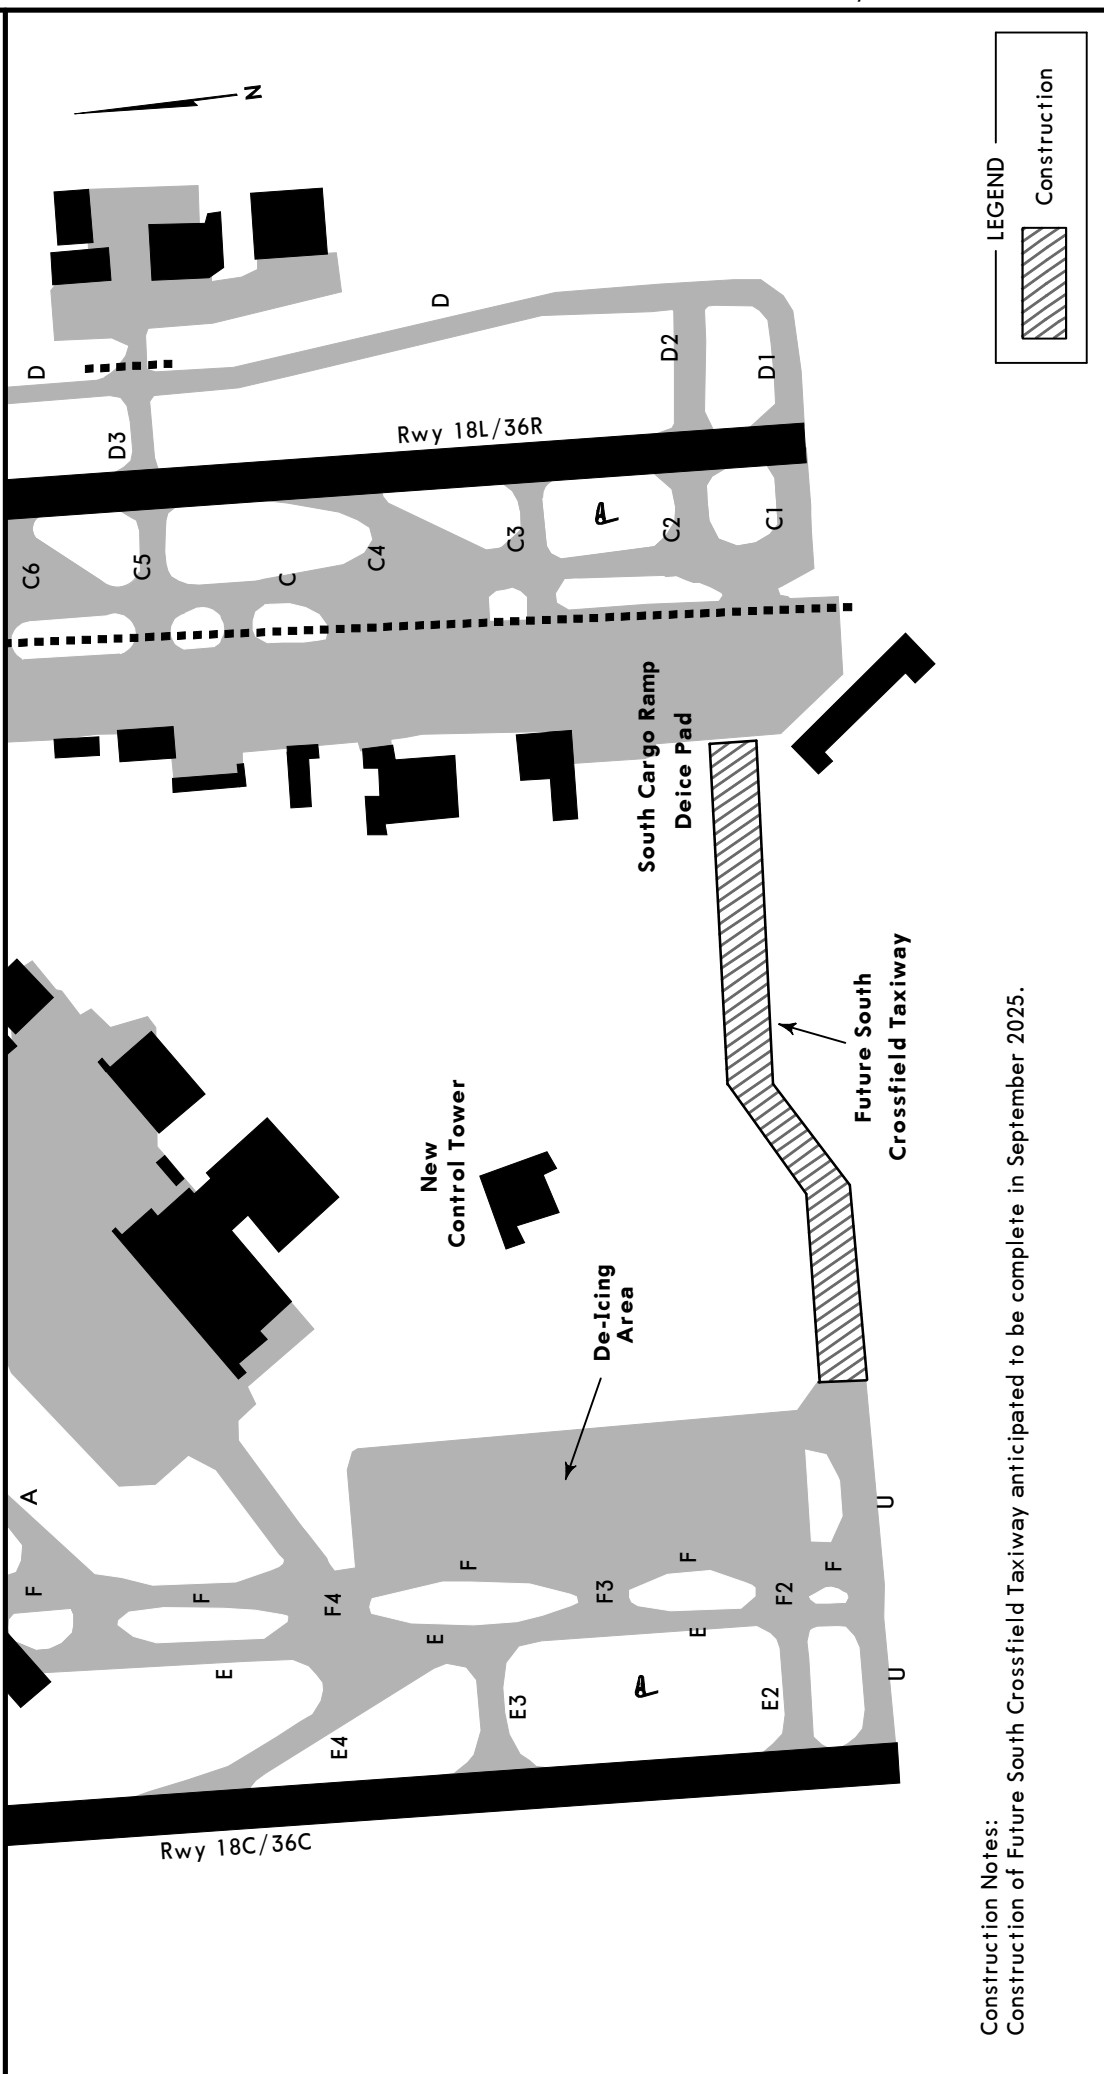 N
LEGEND
Construction
D
D
D2
D1
D3
Rwy 18L/36R
C6
C5
C
C4
C3
C2
C1
South Cargo Ramp
Deice Pad
Future South
Crossfield Taxiway
New
Control Tower
De-Icing
Area
A
F
F
F4
F
F3
F
F2
F
U
E
E
E
E4
E3
E2
U
Rwy 18C/36C
Construction Notes:
Construction of Future South Crossfield Taxiway anticipated to be complete in September 2025.